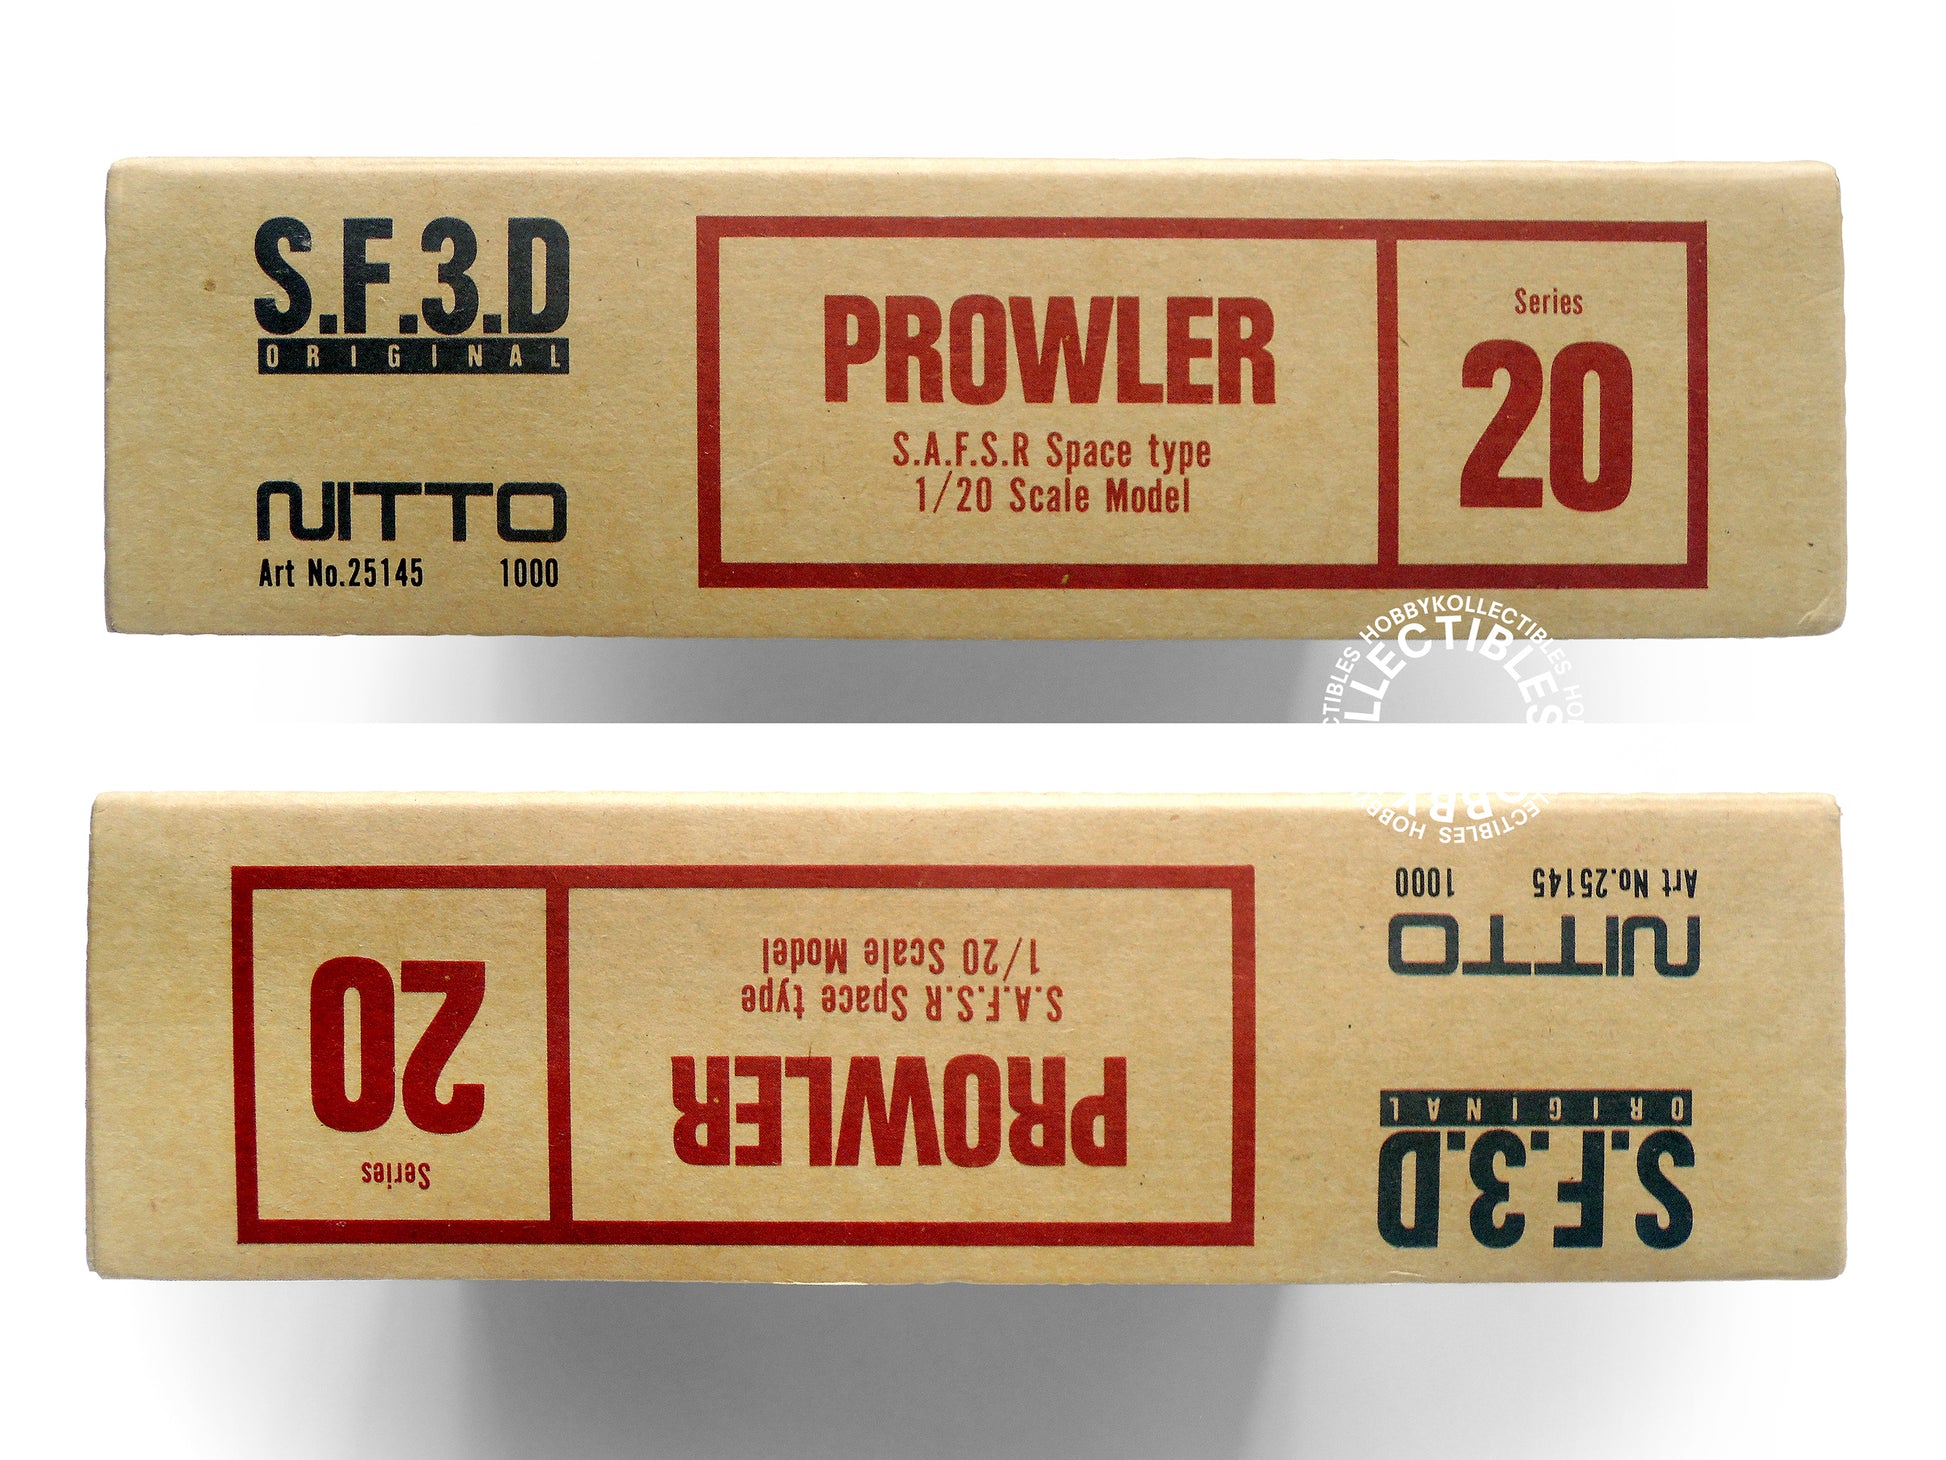 S.F.3.D
ORIGINAL
NITTO
Art No.25145 1000
PROWLER
S.A.F.S.R Space type
1/20 Scale Model
Series
20
HOBBYKOLLECTIBLES
S.F.3.D
ORIGINAL
NITTO
Art No.25145 1000
PROWLER
S.A.F.S.R Space type
1/20 Scale Model
Series
20